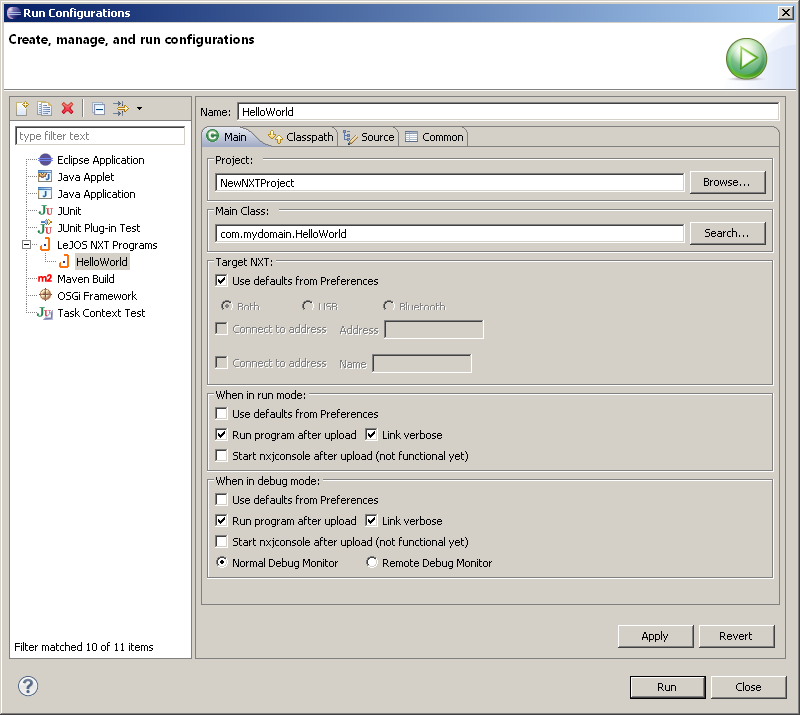 Run Configurations
Create, manage, and run configurations
type filter text
Eclipse Application
Java Applet
Java Application
JUnit
JUnit Plug-in Test
LeJOS NXT Programs
HelloWorld
Maven Build
OSGi Framework
Task Context Test
Filter matched 10 of 11 items
Name: HelloWorld
Main Classpath Source Common
Project:
NewNXTProject Browse...
Main Class:
com.mydomain.HelloWorld Search...
Target NXT:
Use defaults from Preferences
Both USB Bluetooth
Connect to address Address
Connect to address Name
When in run mode:
Use defaults from Preferences
Run program after upload Link verbose
Start nxjconsole after upload (not functional yet)
When in debug mode:
Use defaults from Preferences
Run program after upload Link verbose
Start nxjconsole after upload (not functional yet)
Normal Debug Monitor Remote Debug Monitor
Apply Revert
Run Close